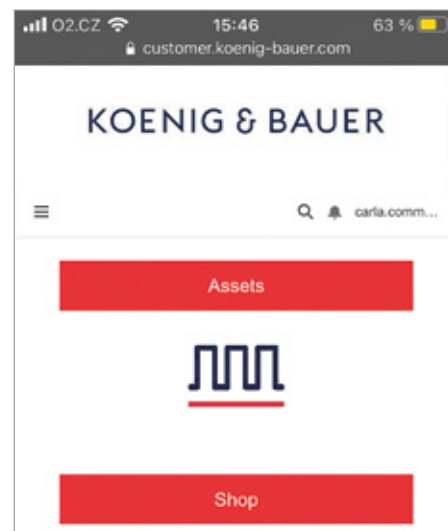 O2.CZ 15:46 63 %
customer.koenig-bauer.com
KOENIG & BAUER
carla.comm...
Assets
Shop